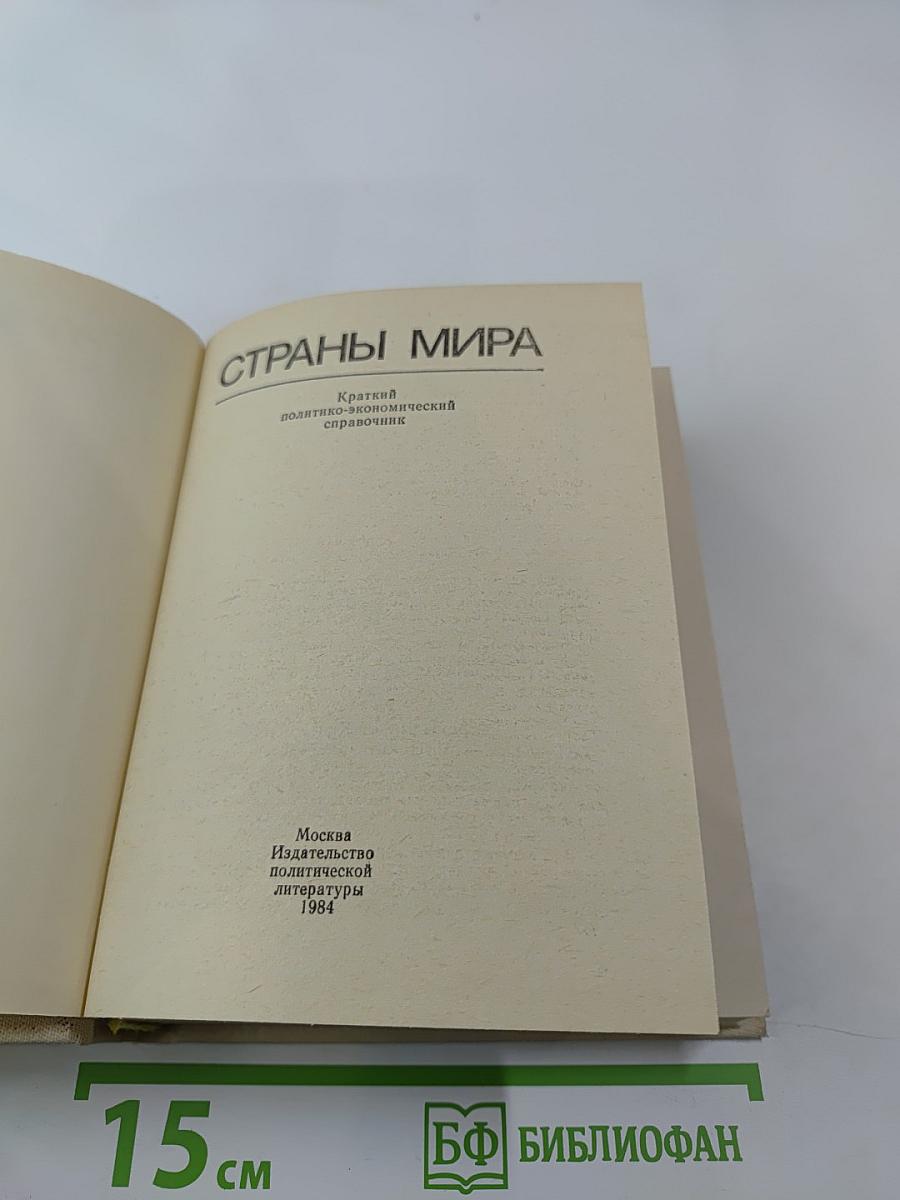 СТРАНЫ МИРА
Краткий
политико-экономический
справочник
Москва
Издательство
политической
литературы
1984
15 см
БФ БИБЛИОФАН